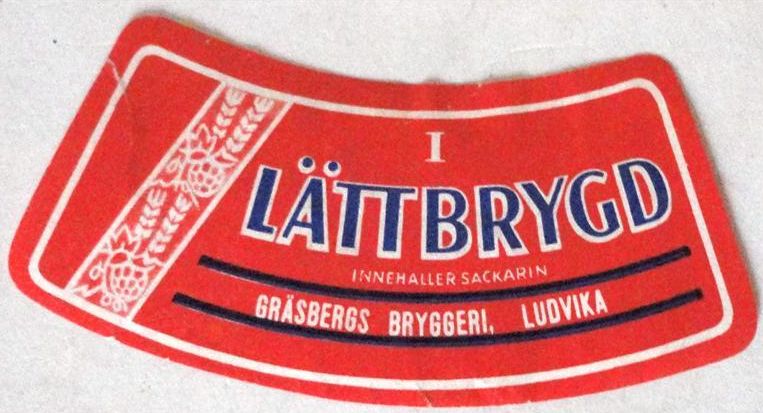 I
LÄTTBRYGD
INNEHALLER SACKARIN
GRÄSBERGS BRYGGERI, LUDVIKA